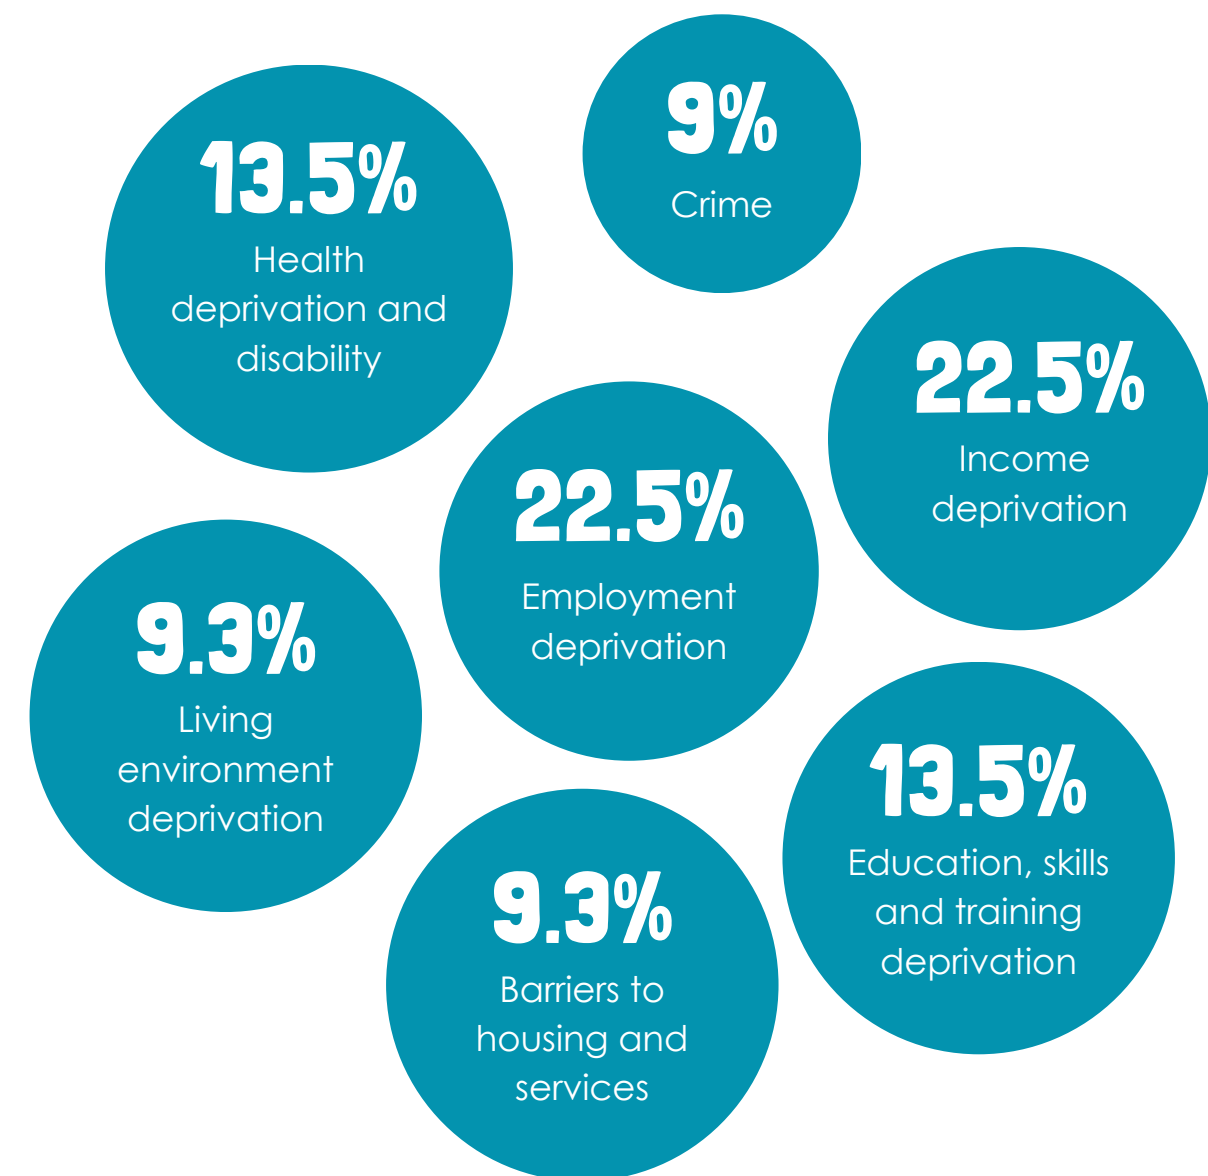 9%
Crime
13.5%
Health
deprivation and
disability
22.5%
Income
deprivation
22.5%
Employment
deprivation
9.3%
Living
environment
deprivation
13.5%
Education, skills
and training
deprivation
9.3%
Barriers to
housing and
services